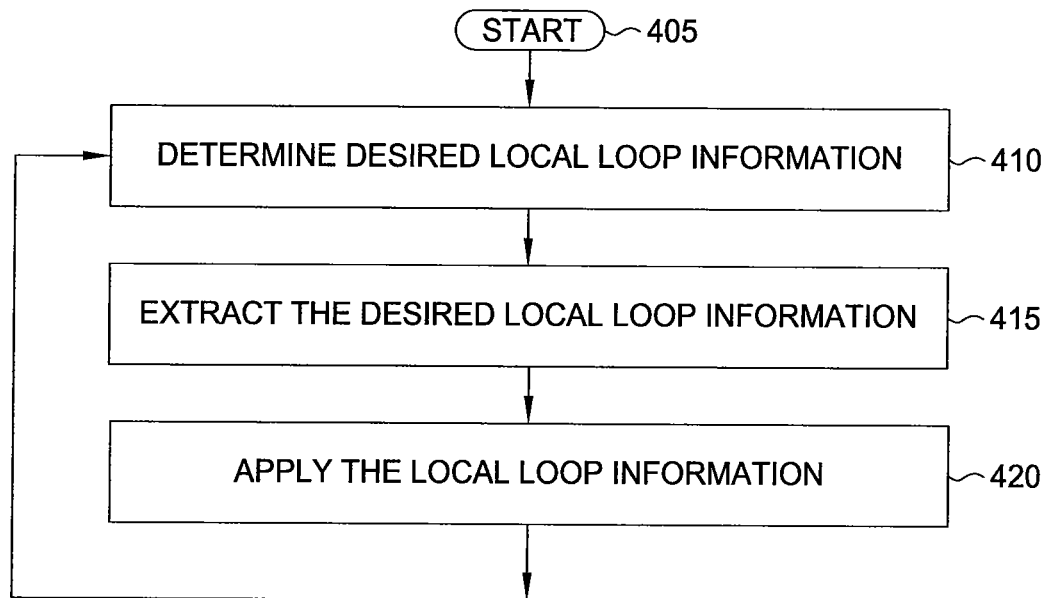 START 405
DETERMINE DESIRED LOCAL LOOP INFORMATION 410
EXTRACT THE DESIRED LOCAL LOOP INFORMATION 415
APPLY THE LOCAL LOOP INFORMATION 420